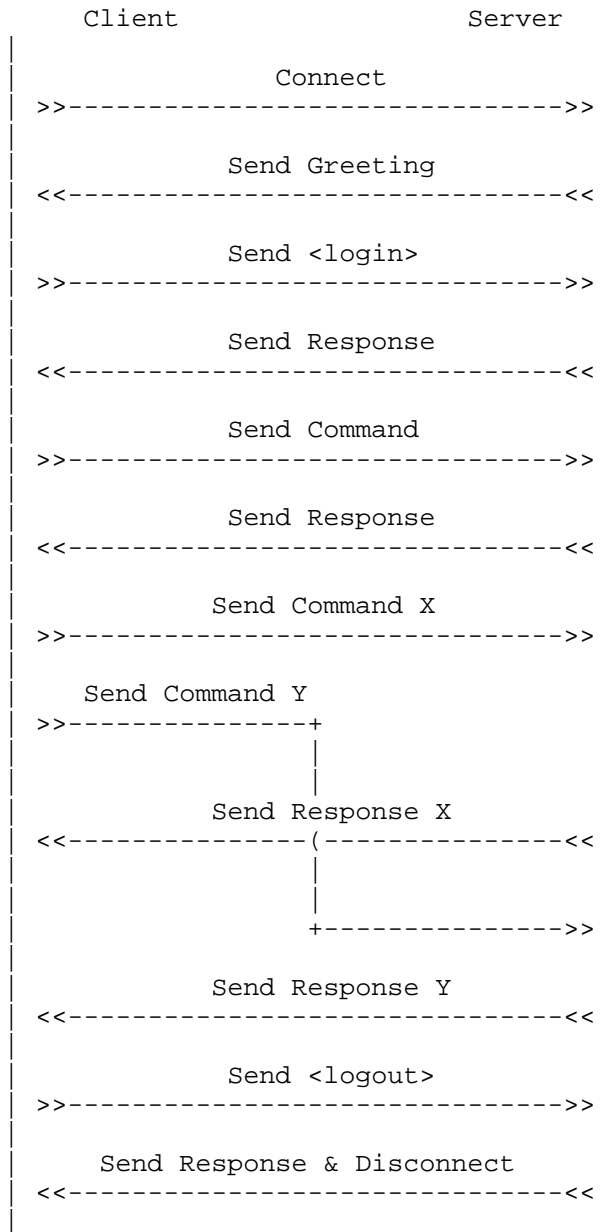 Client Server
Connect
>>------------------------------->>
Send Greeting
<<-------------------------------<<
Send <login>
>>------------------------------->>
Send Response
<<-------------------------------<<
Send Command
>>------------------------------->>
Send Response
<<-------------------------------<<
Send Command X
>>------------------------------->>
Send Command Y
>>---------------+
|
|
Send Response X
<<---------------(---------------<<
|
|
+--------------->>
Send Response Y
<<-------------------------------<<
Send <logout>
>>------------------------------->>
Send Response & Disconnect
<<-------------------------------<<